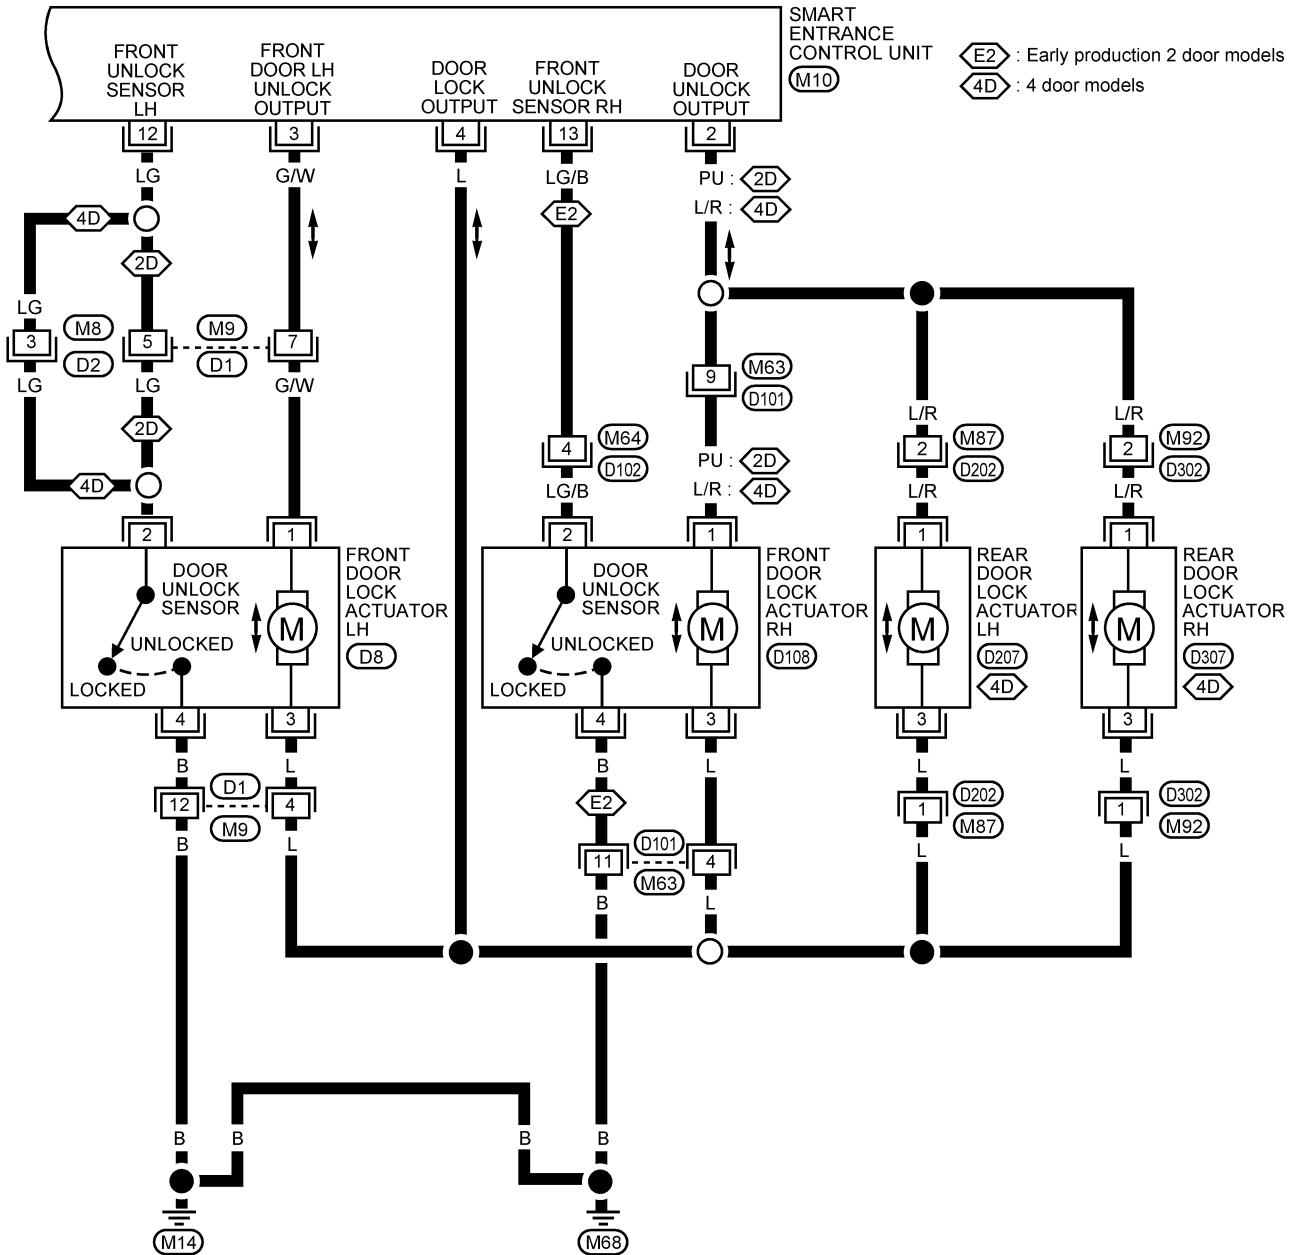 SMART
ENTRANCE
CONTROL UNIT
M10
E2 : Early production 2 door models
4D : 4 door models
FRONT
UNLOCK
SENSOR
LH
FRONT
DOOR LH
UNLOCK
OUTPUT
DOOR
LOCK
OUTPUT
FRONT
UNLOCK
SENSOR RH
DOOR
UNLOCK
OUTPUT
12 3 4 13 2
LG G/W L LG/B PU : 2D
L/R : 4D
4D E2
2D
LG
3 M8 5 M9 7
D2 D1
LG LG G/W
9 M63
D101
2D
4D
4 M64
D102
LG/B
PU : 2D
L/R : 4D
L/R L/R
2 M87 2 M92
D202 D302
L/R L/R
2 1 2 1 1 1
DOOR
UNLOCK
SENSOR
UNLOCKED
LOCKED
M
FRONT
DOOR
LOCK
ACTUATOR
LH
D8
DOOR
UNLOCK
SENSOR
UNLOCKED
LOCKED
M
FRONT
DOOR
LOCK
ACTUATOR
RH
D108
M
REAR
DOOR
LOCK
ACTUATOR
LH
D207
4D
M
REAR
DOOR
LOCK
ACTUATOR
RH
D307
4D
4 3 4 3 3 3
B L B L L L
12 D1 4
M9
B L
E2
1 D202 1 D302
M87 M92
L L
11 D101 4
M63
B L
B B B B
M14 M68